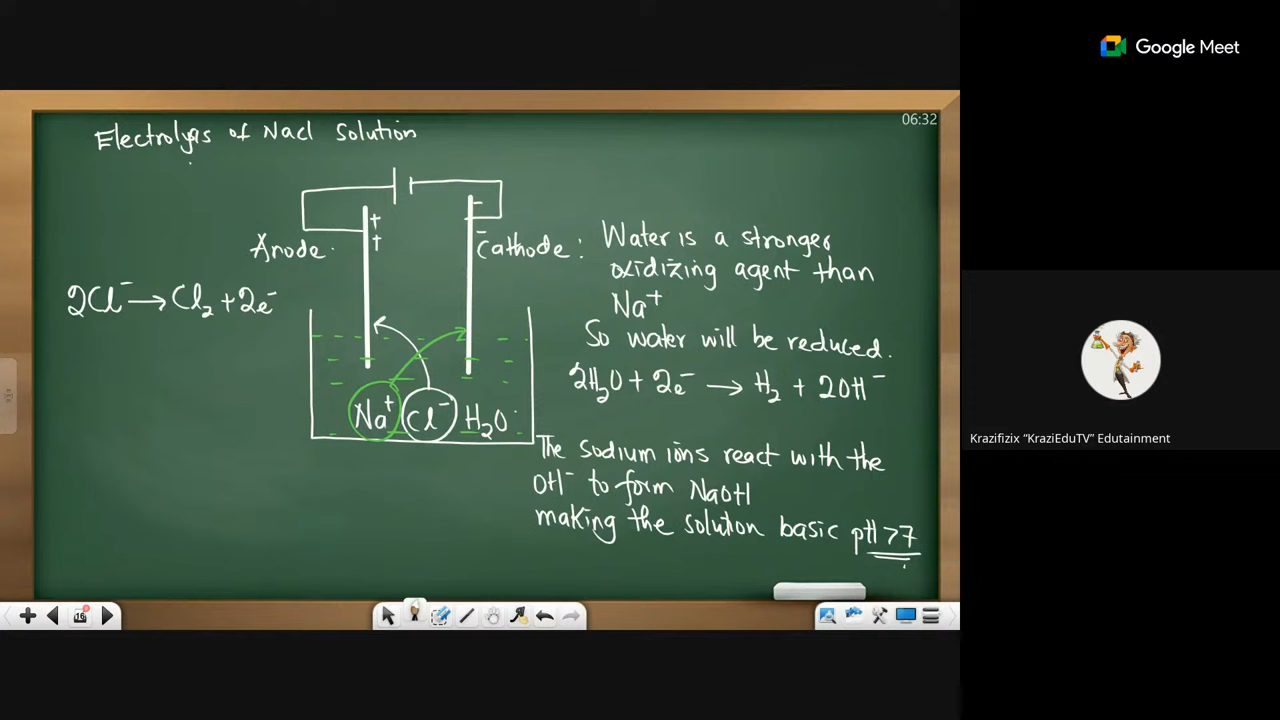 Google Meet
06:32
Electrolysis of NaCl Solution
Anode
+
+
-
-
Cathode : Water is a stronger
oxidizing agent than
Na⁺
So water will be reduced.
2Cl⁻ → Cl₂ + 2e⁻
2H₂O + 2e⁻ → H₂ + 2OH⁻
Na⁺ Cl⁻ H₂O
The sodium ions react with the
OH⁻ to form NaOH
making the solution basic pH > 7
Krazifizix “KraziEduTV” Edutainment
16